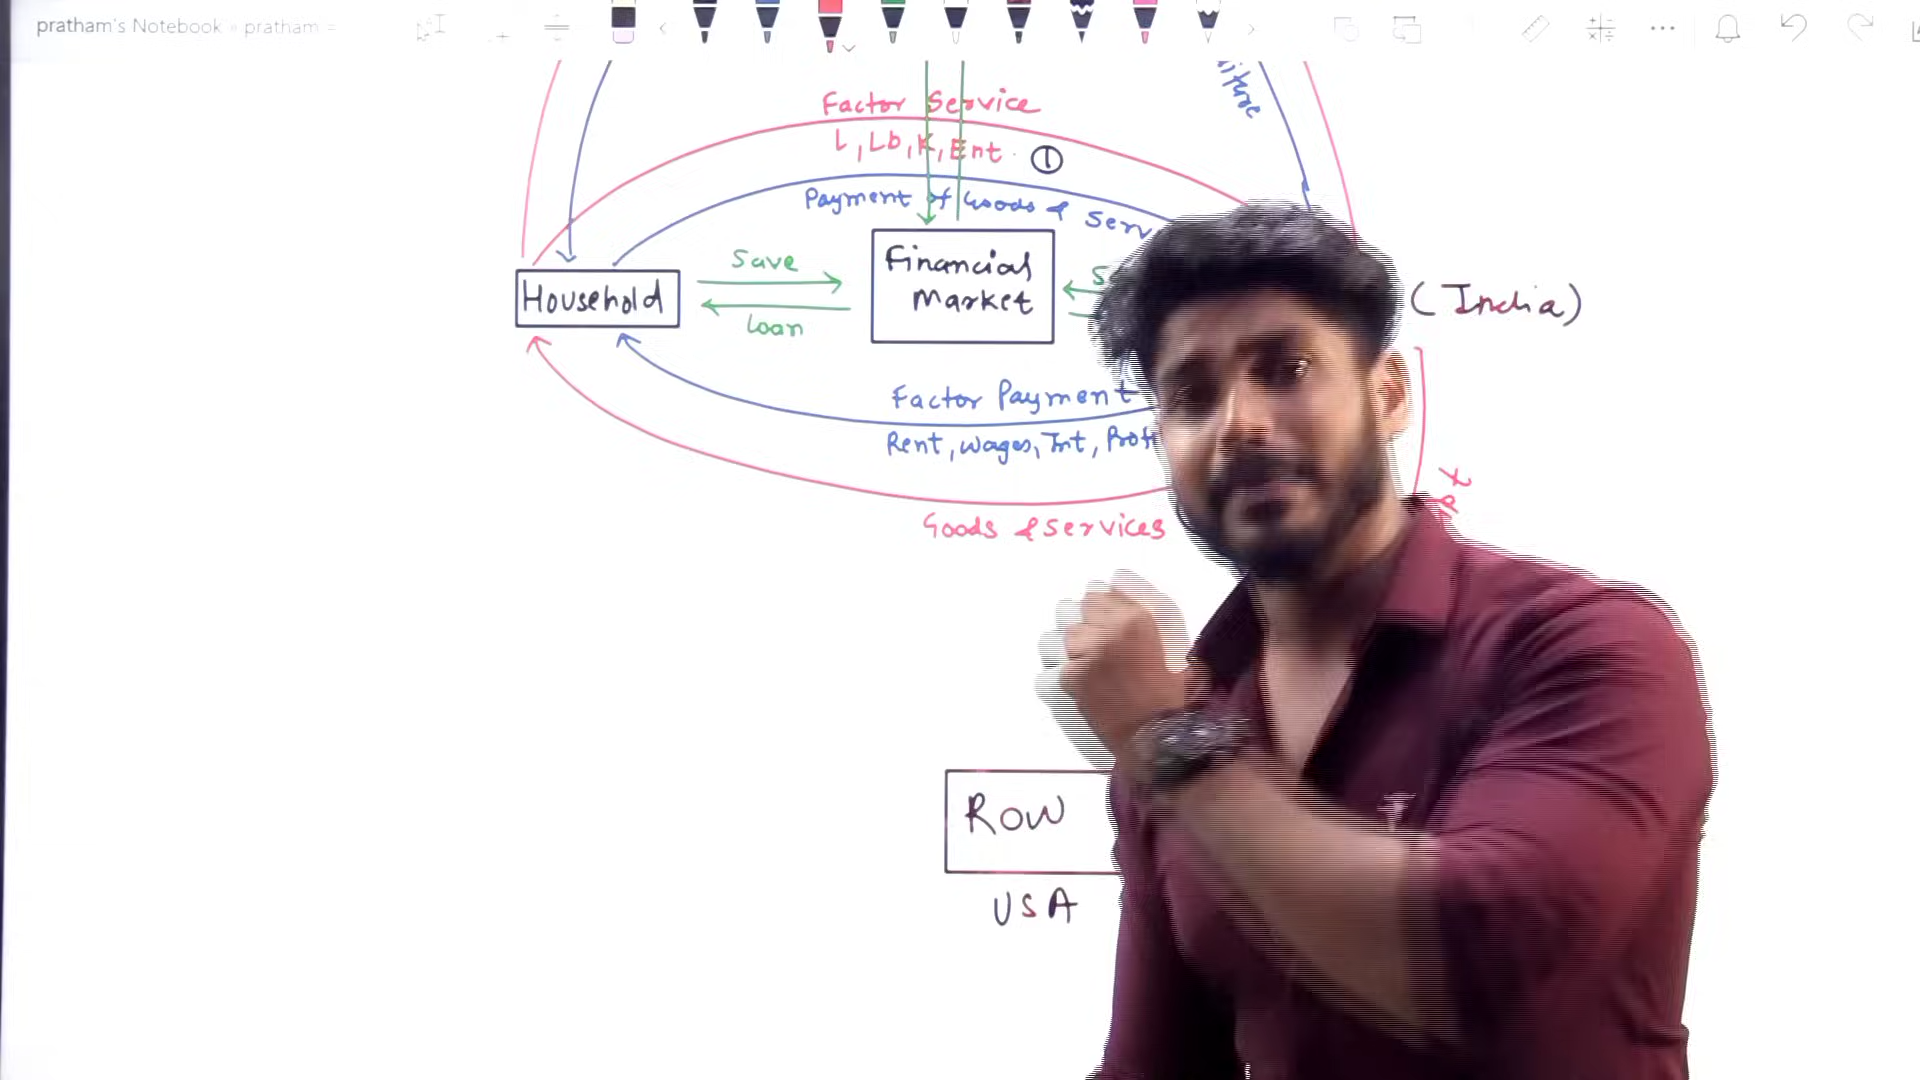 pratham's Notebook - pratham
Factor Service
L, Lb, K, Ent
①
Payment of Goods & Serv
Save
Financial
Market
Household
Loan
(India)
Factor Payment
Rent, Wages, Int, Prof
Goods & Services
Row
USA